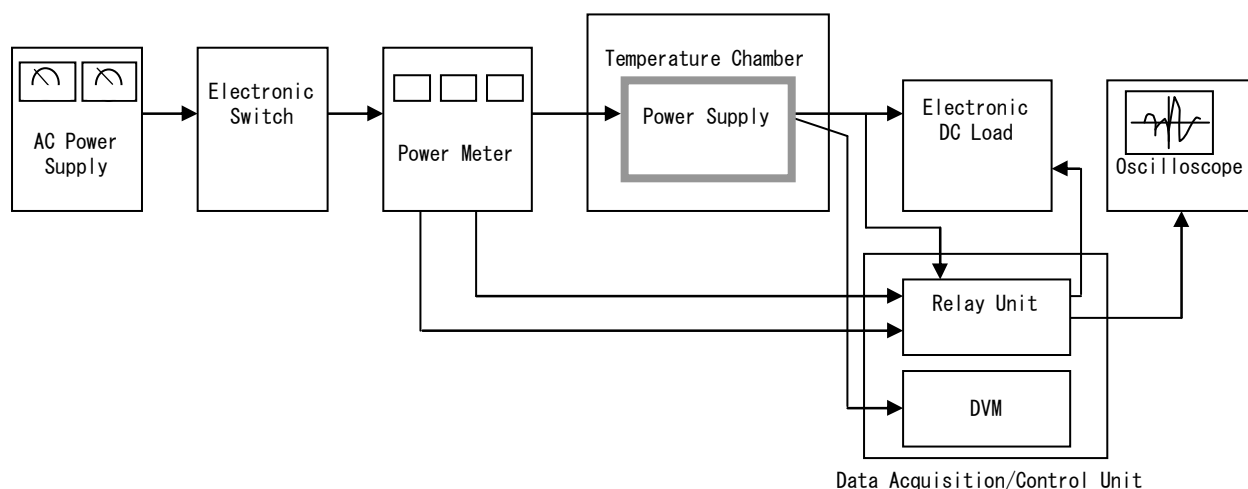 AC Power
Supply
Electronic
Switch
Power Meter
Temperature Chamber
Power Supply
Electronic
DC Load
Oscilloscope
Relay Unit
DVM
Data Acquisition/Control Unit